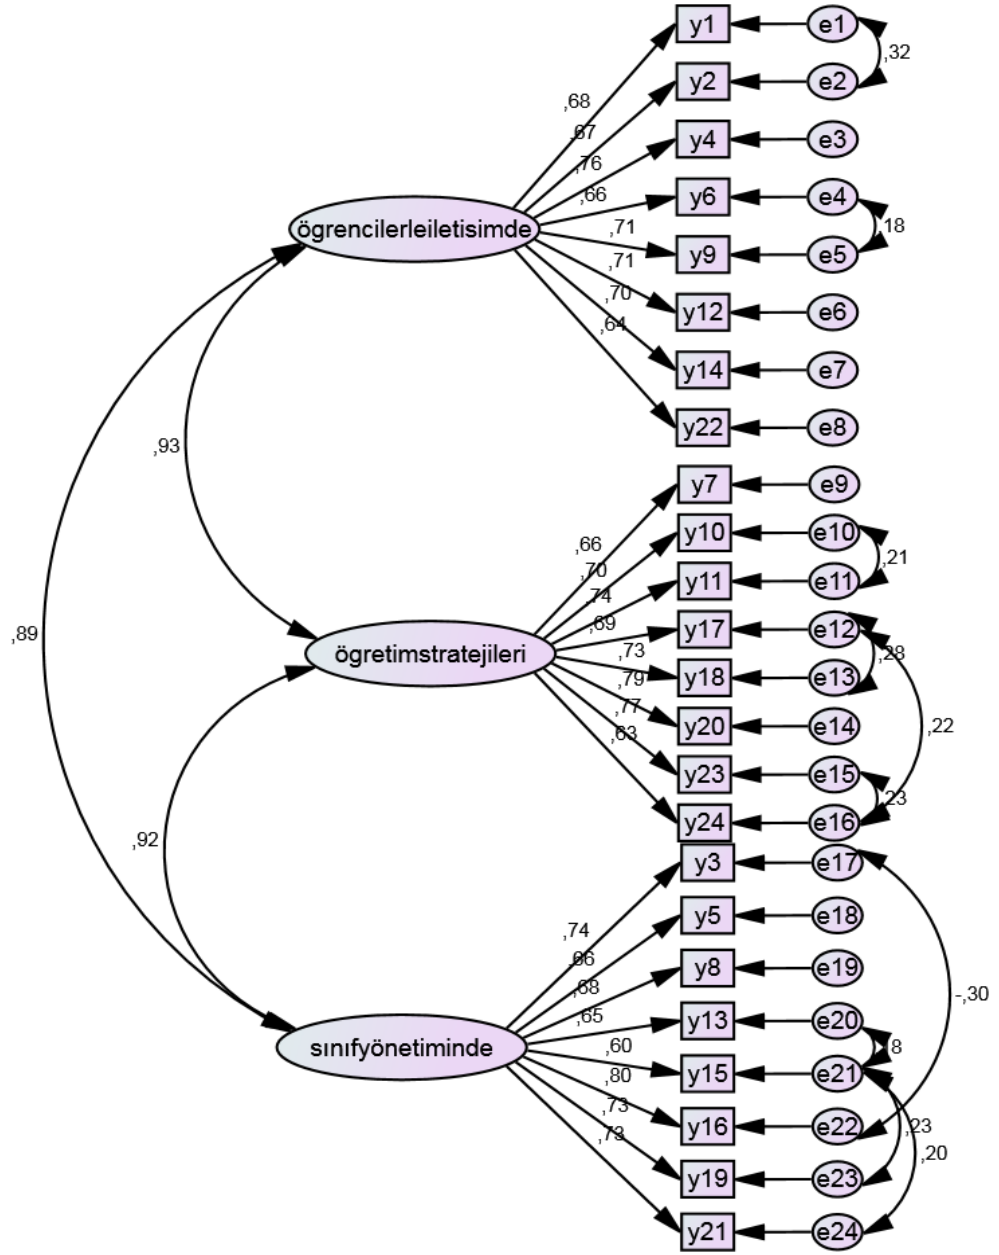 y1
e1
,32
y2
e2
,68
,67
y4
e3
,76
,66
y6
e4
18
ögrencilerleiletisimde
,71
y9
e5
,71
,70
y12
e6
,64
y14
e7
y22
e8
,93
y7
e9
,66
y10
e10
,21
,70
y11
e11
,74
,69
y17
e12
,28
ögretimstratejileri
,73
y18
e13
,79
,77
y20
e14
,22
,63
y23
e15
23
y24
e16
,89
,92
y3
e17
y5
e18
,74
,66
y8
e19
,68
-,30
,65
y13
e20
8
sınıfyönetiminde
,60
y15
e21
,80
,73
y16
e22
,23
,73
,20
y19
e23
y21
e24